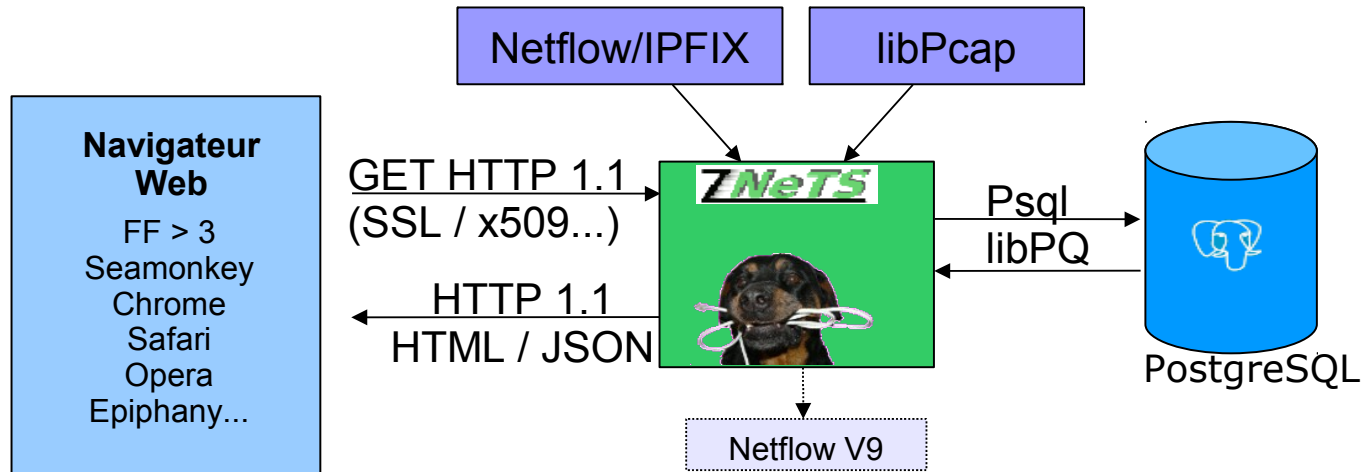 Netflow/IPFIX
libPcap
Navigateur
Web
FF > 3
Seamonkey
Chrome
Safari
Opera
Epiphany...
GET HTTP 1.1
(SSL / x509...)
HTTP 1.1
HTML / JSON
ZNeTS
Psql
libPQ
PostgreSQL
Netflow V9